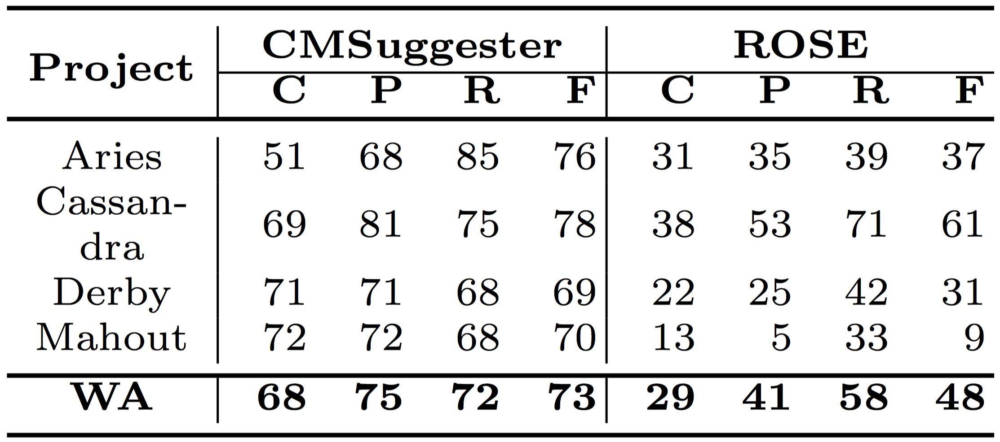 Project CMSuggester ROSE
C P R F C P R F
Aries 51 68 85 76 31 35 39 37
Cassan-
dra 69 81 75 78 38 53 71 61
Derby 71 71 68 69 22 25 42 31
Mahout 72 72 68 70 13 5 33 9
WA 68 75 72 73 29 41 58 48